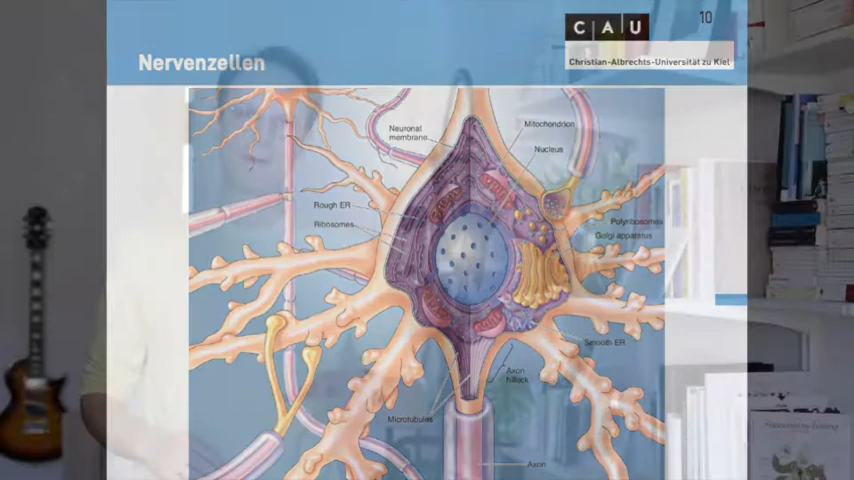 10
C A U
Christian-Albrechts-Universität zu Kiel
Nervenzellen
Neuronal
membrane
Mitochondrion
Nucleus
Rough ER
Ribosomes
Polyribosomes
Golgi apparatus
Smooth ER
Axon
hillock
Microtubules
Axon